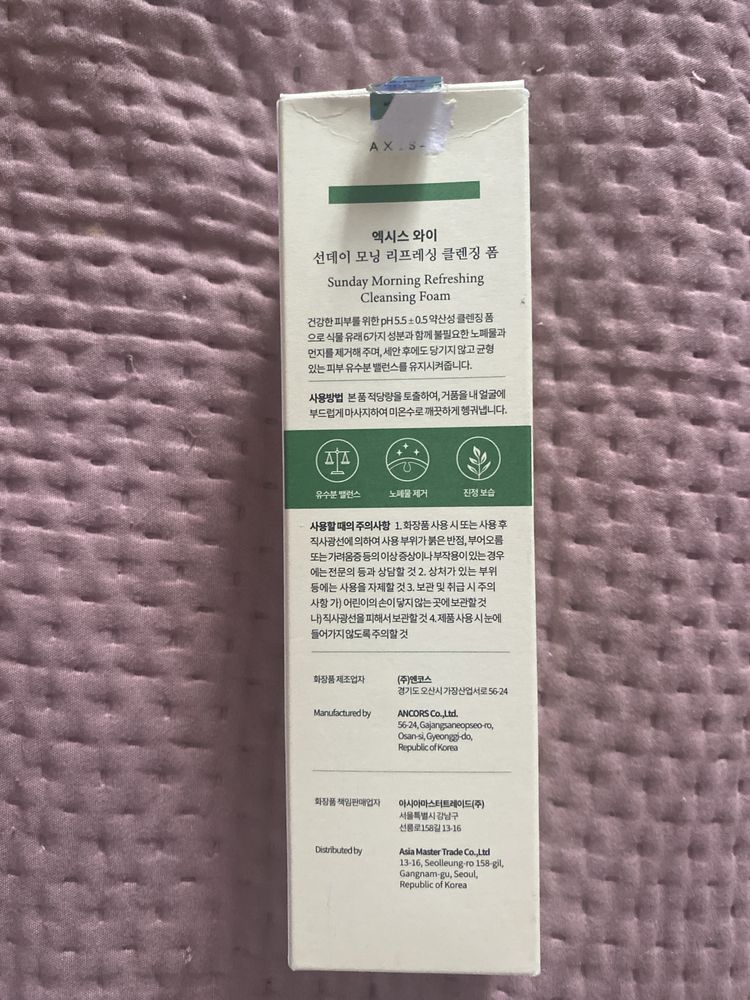 엑시스 와이
선데이 모닝 리프레싱 클렌징 폼
Sunday Morning Refreshing
Cleansing Foam
건강한 피부를 위한 pH 5.5 ± 0.5 약산성 클렌징 폼
으로 식물 유래 6가지 성분과 함께 불필요한 노폐물과
먼지를 제거해 주며, 세안 후에도 당기지 않고 균형
있는 피부 유수분 밸런스를 유지시켜줍니다.
사용방법 본 품 적당량을 토출하여, 거품을 내 얼굴에
부드럽게 마사지하여 미온수로 깨끗하게 헹궈냅니다.
유수분 밸런스 노폐물 제거 진정 보습
사용할 때의 주의사항 1. 화장품 사용 시 또는 사용 후
직사광선에 의하여 사용 부위가 붉은 반점, 부어오름
또는 가려움증 등의 이상 증상이나 부작용이 있는 경우
에는 전문의 등과 상담할 것 2. 상처가 있는 부위
등에는 사용을 자제할 것 3. 보관 및 취급 시 주의
사항 가) 어린이의 손이 닿지 않는 곳에 보관할 것
나) 직사광선을 피해서 보관할 것 4. 제품 사용 시 눈에
들어가지 않도록 주의할 것
화장품 제조업자 (주)엔코스
경기도 오산시 가장산업서로 56-24
Manufactured by ANCORS Co.,Ltd.
56-24, Gajangsaneopseo-ro,
Osan-si, Gyeonggi-do,
Republic of Korea
화장품 책임판매업자 아시아마스터트레이드(주)
서울특별시 강남구
선릉로158길 13-16
Distributed by Asia Master Trade Co.,Ltd
13-16, Seolleung-ro 158-gil,
Gangnam-gu, Seoul,
Republic of Korea